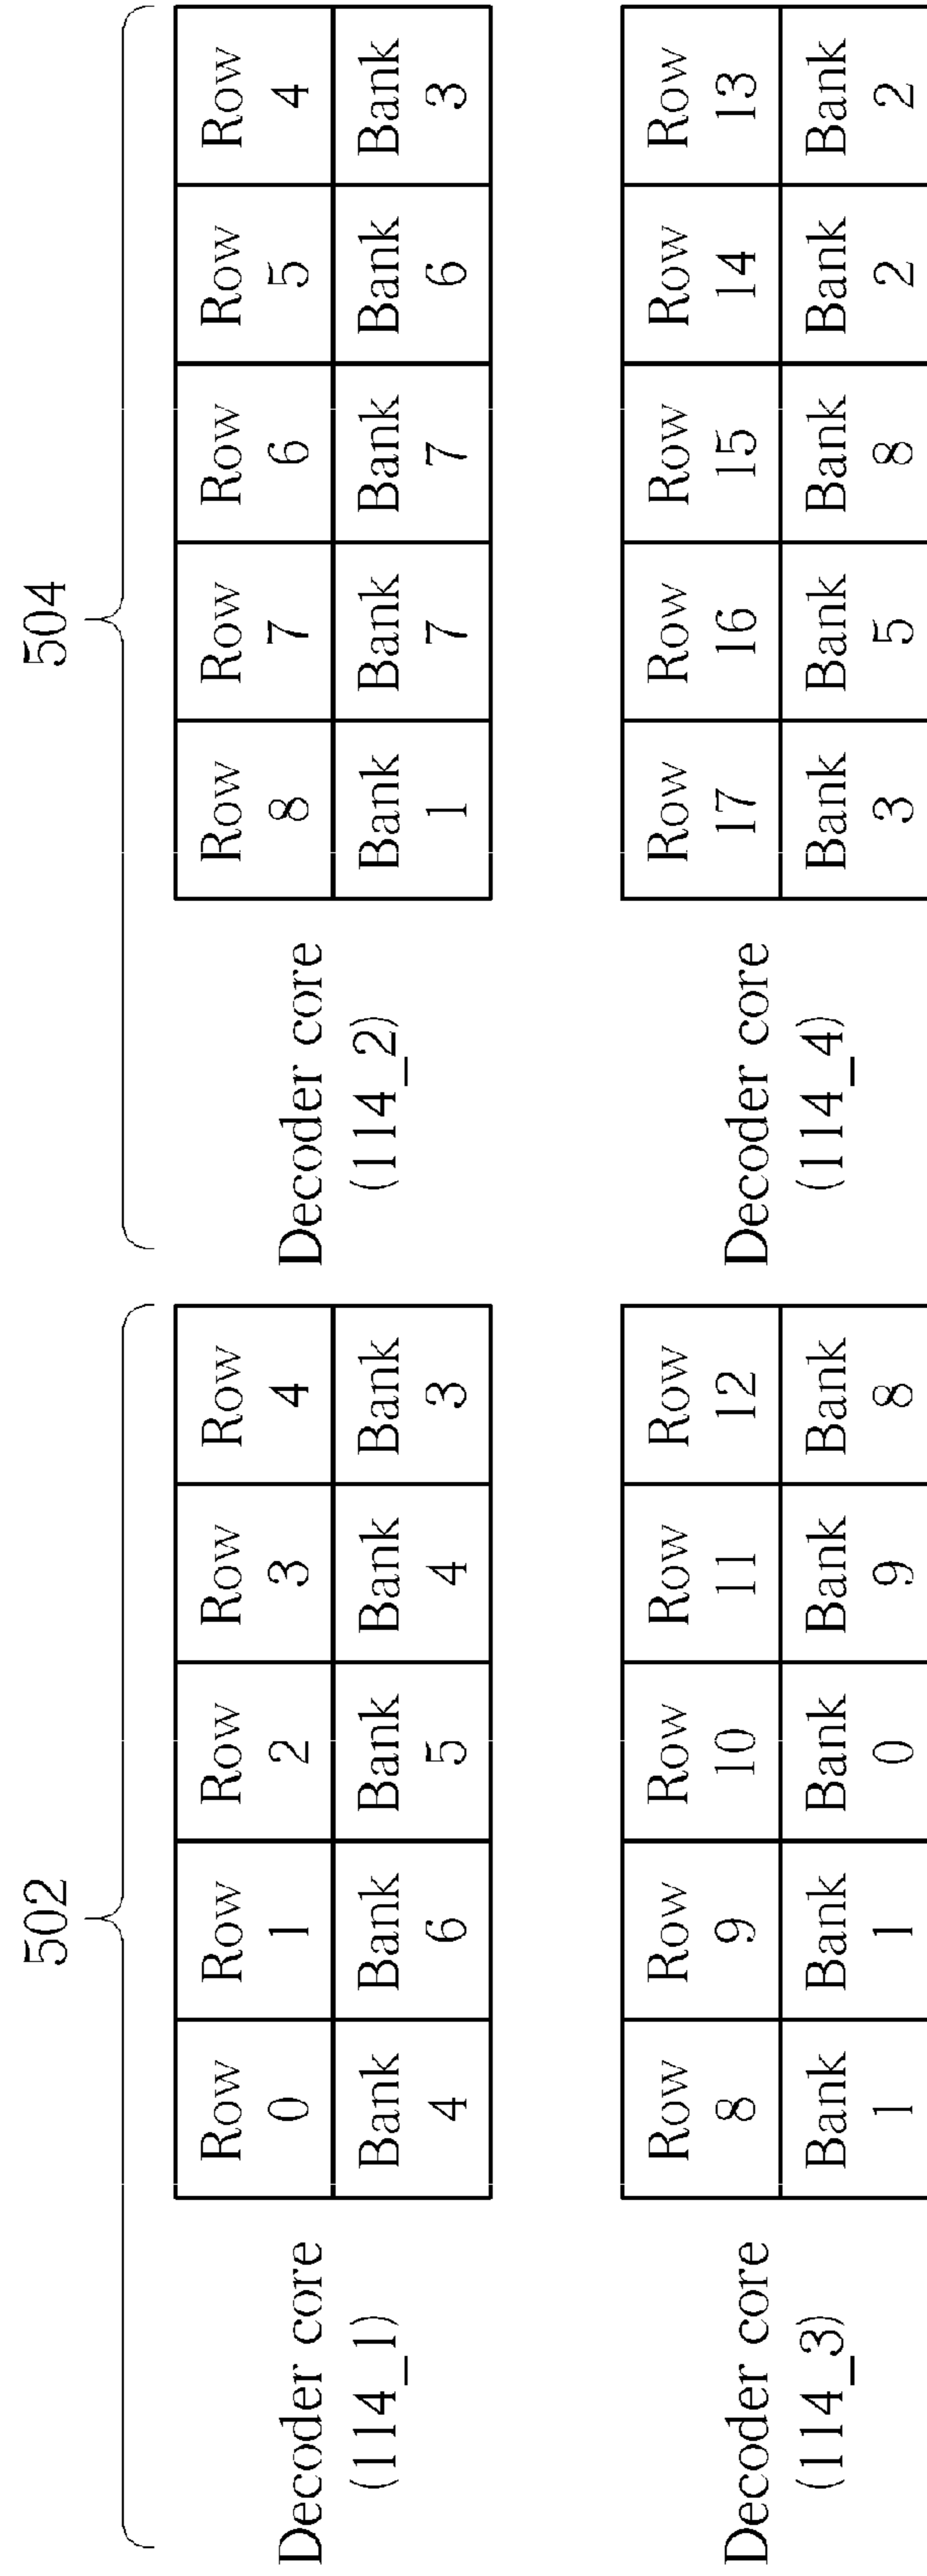 502
504
Decoder core
(114_1)
Row 0 Row 1 Row 2 Row 3 Row 4
Bank 4 Bank 6 Bank 5 Bank 4 Bank 3
Decoder core
(114_2)
Row 8 Row 7 Row 6 Row 5 Row 4
Bank 1 Bank 7 Bank 7 Bank 6 Bank 3
Decoder core
(114_3)
Row 8 Row 9 Row 10 Row 11 Row 12
Bank 1 Bank 1 Bank 0 Bank 9 Bank 8
Decoder core
(114_4)
Row 17 Row 16 Row 15 Row 14 Row 13
Bank 3 Bank 5 Bank 8 Bank 2 Bank 2